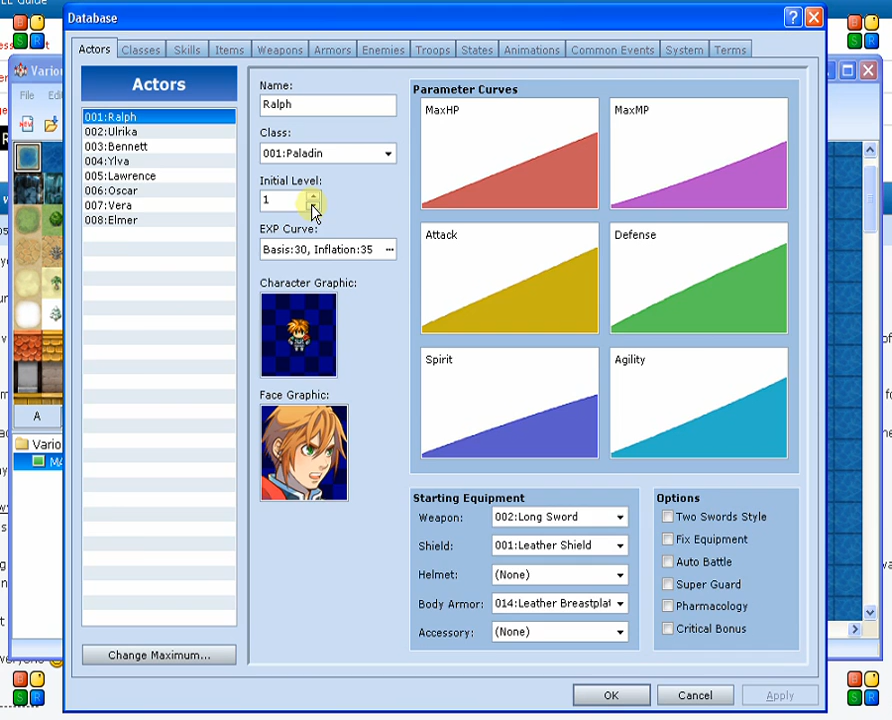 EE Guide
Database
Actors Classes Skills Items Weapons Armors Enemies Troops States Animations Common Events System Terms
Vario
File Edi
Actors
001:Ralph
002:Ulrika
003:Bennett
004:Ylva
005:Lawrence
006:Oscar
007:Vera
008:Elmer
Change Maximum...
A
Vario
MA
Name:
Ralph
Class:
001:Paladin
Initial Level:
1
EXP Curve:
Basis:30, Inflation:35
Character Graphic:
Face Graphic:
Parameter Curves
MaxHP
MaxMP
Attack
Defense
Spirit
Agility
Starting Equipment
Weapon: 002:Long Sword
Shield: 001:Leather Shield
Helmet: (None)
Body Armor: 014:Leather Breastplat
Accessory: (None)
Options
Two Swords Style
Fix Equipment
Auto Battle
Super Guard
Pharmacology
Critical Bonus
OK Cancel Apply
B
S R
B
S R
B
S R
B
S R